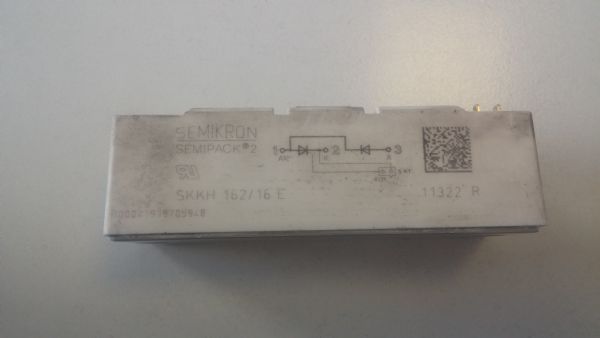 SEMIKRON
SEMIPACK® 2
1 2 3
SKKH 162/16 E
11322 R